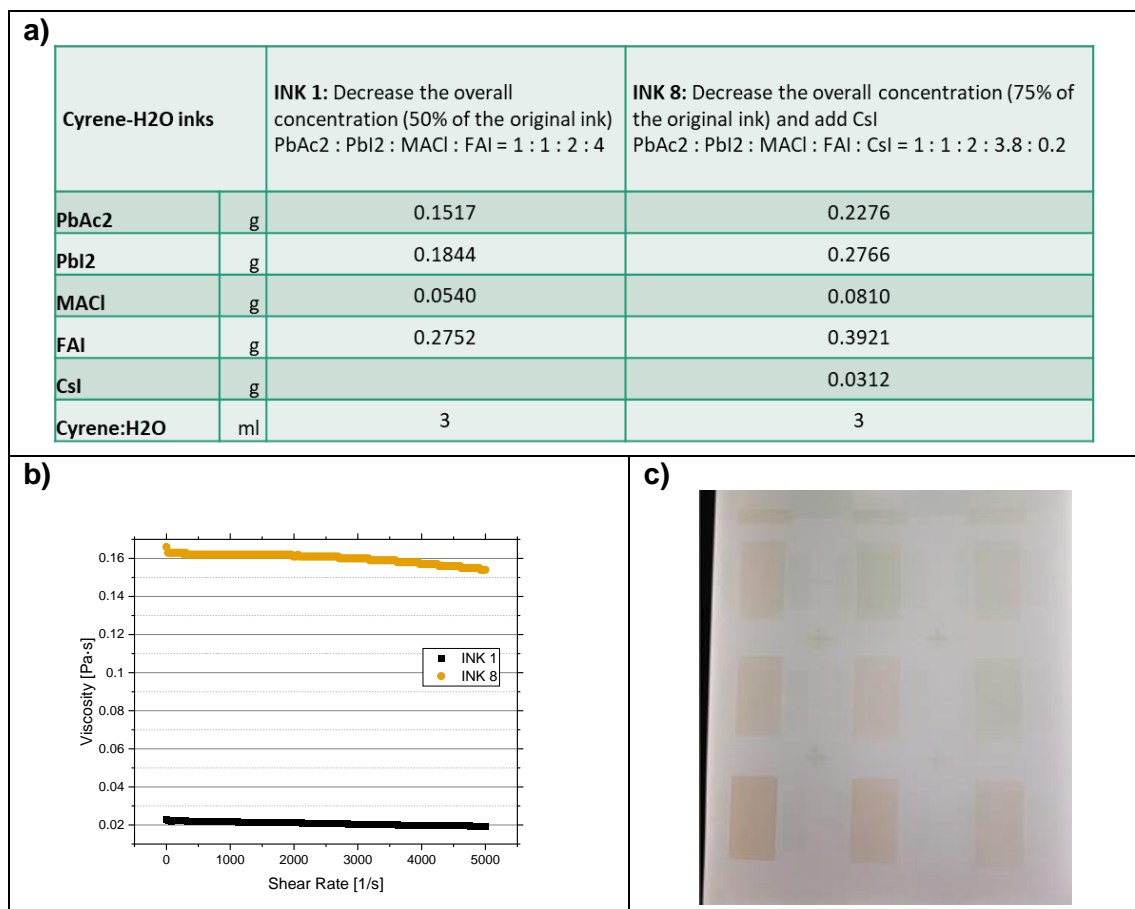 a)
Cyrene-H2O inks
INK 1: Decrease the overall
concentration (50% of the original ink)
PbAc2 : PbI2 : MACl : FAI = 1 : 1 : 2 : 4
INK 8: Decrease the overall concentration (75% of
the original ink) and add CsI
PbAc2 : PbI2 : MACl : FAI : CsI = 1 : 1 : 2 : 3.8 : 0.2
PbAc2 g 0.1517 0.2276
PbI2 g 0.1844 0.2766
MACl g 0.0540 0.0810
FAI g 0.2752 0.3921
CsI g 0.0312
Cyrene:H2O ml 3 3
b)
0.16
0.14
0.12
0.1
0.08
0.06
0.04
0.02
Viscosity [Pa·s]
INK 1
INK 8
0 1000 2000 3000 4000 5000
Shear Rate [1/s]
c)